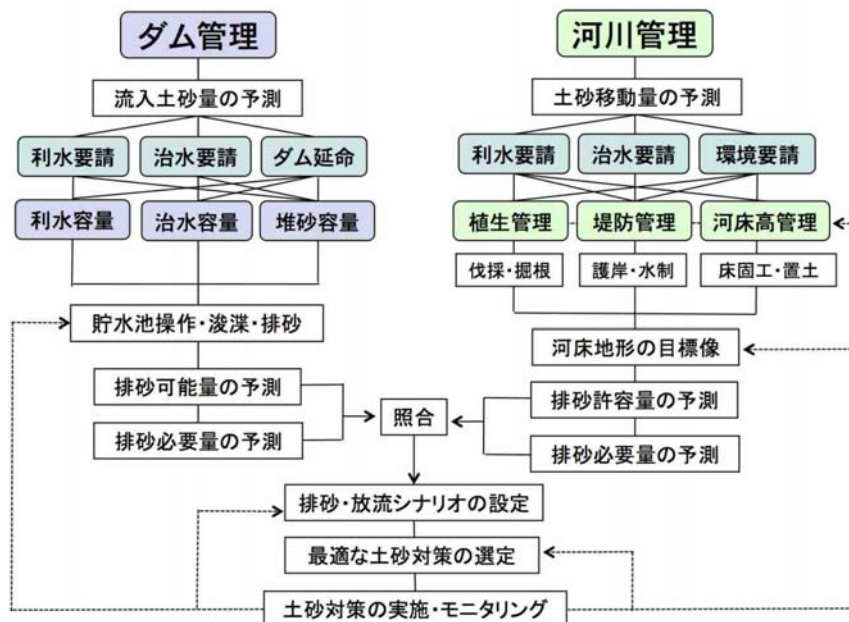 ダム管理
河川管理
流入土砂量の予測
土砂移動量の予測
利水要請
治水要請
ダム延命
利水要請
治水要請
環境要請
利水容量
治水容量
堆砂容量
植生管理
堤防管理
河床高管理
伐採・掘根
護岸・水制
床固工・置土
貯水池操作・浚渫・排砂
河床地形の目標像
排砂可能量の予測
排砂許容量の予測
照合
排砂必要量の予測
排砂必要量の予測
排砂・放流シナリオの設定
最適な土砂対策の選定
土砂対策の実施・モニタリング